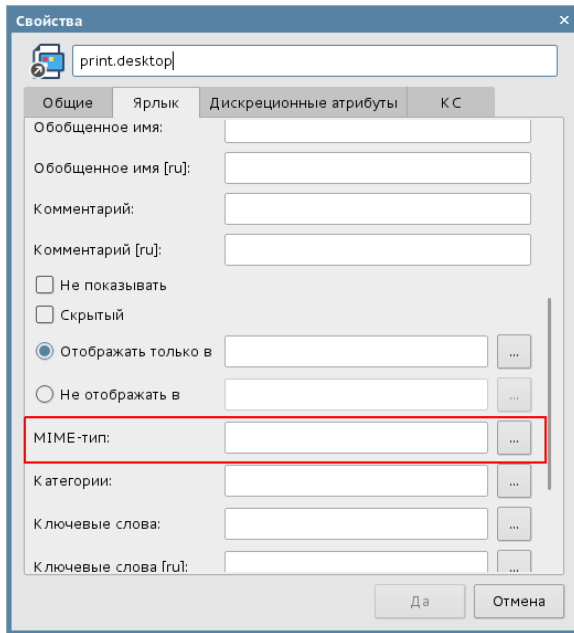 Свойства
print.desktop
Общие Ярлык Дискреционные атрибуты КС
Обобщенное имя:
Обобщенное имя [ru]:
Комментарий:
Комментарий [ru]:
Не показывать
Скрытый
Отображать только в ...
Не отображать в ...
MIME-тип: ...
Категории: ...
Ключевые слова: ...
Ключевые слова [ru]: ...
Да Отмена